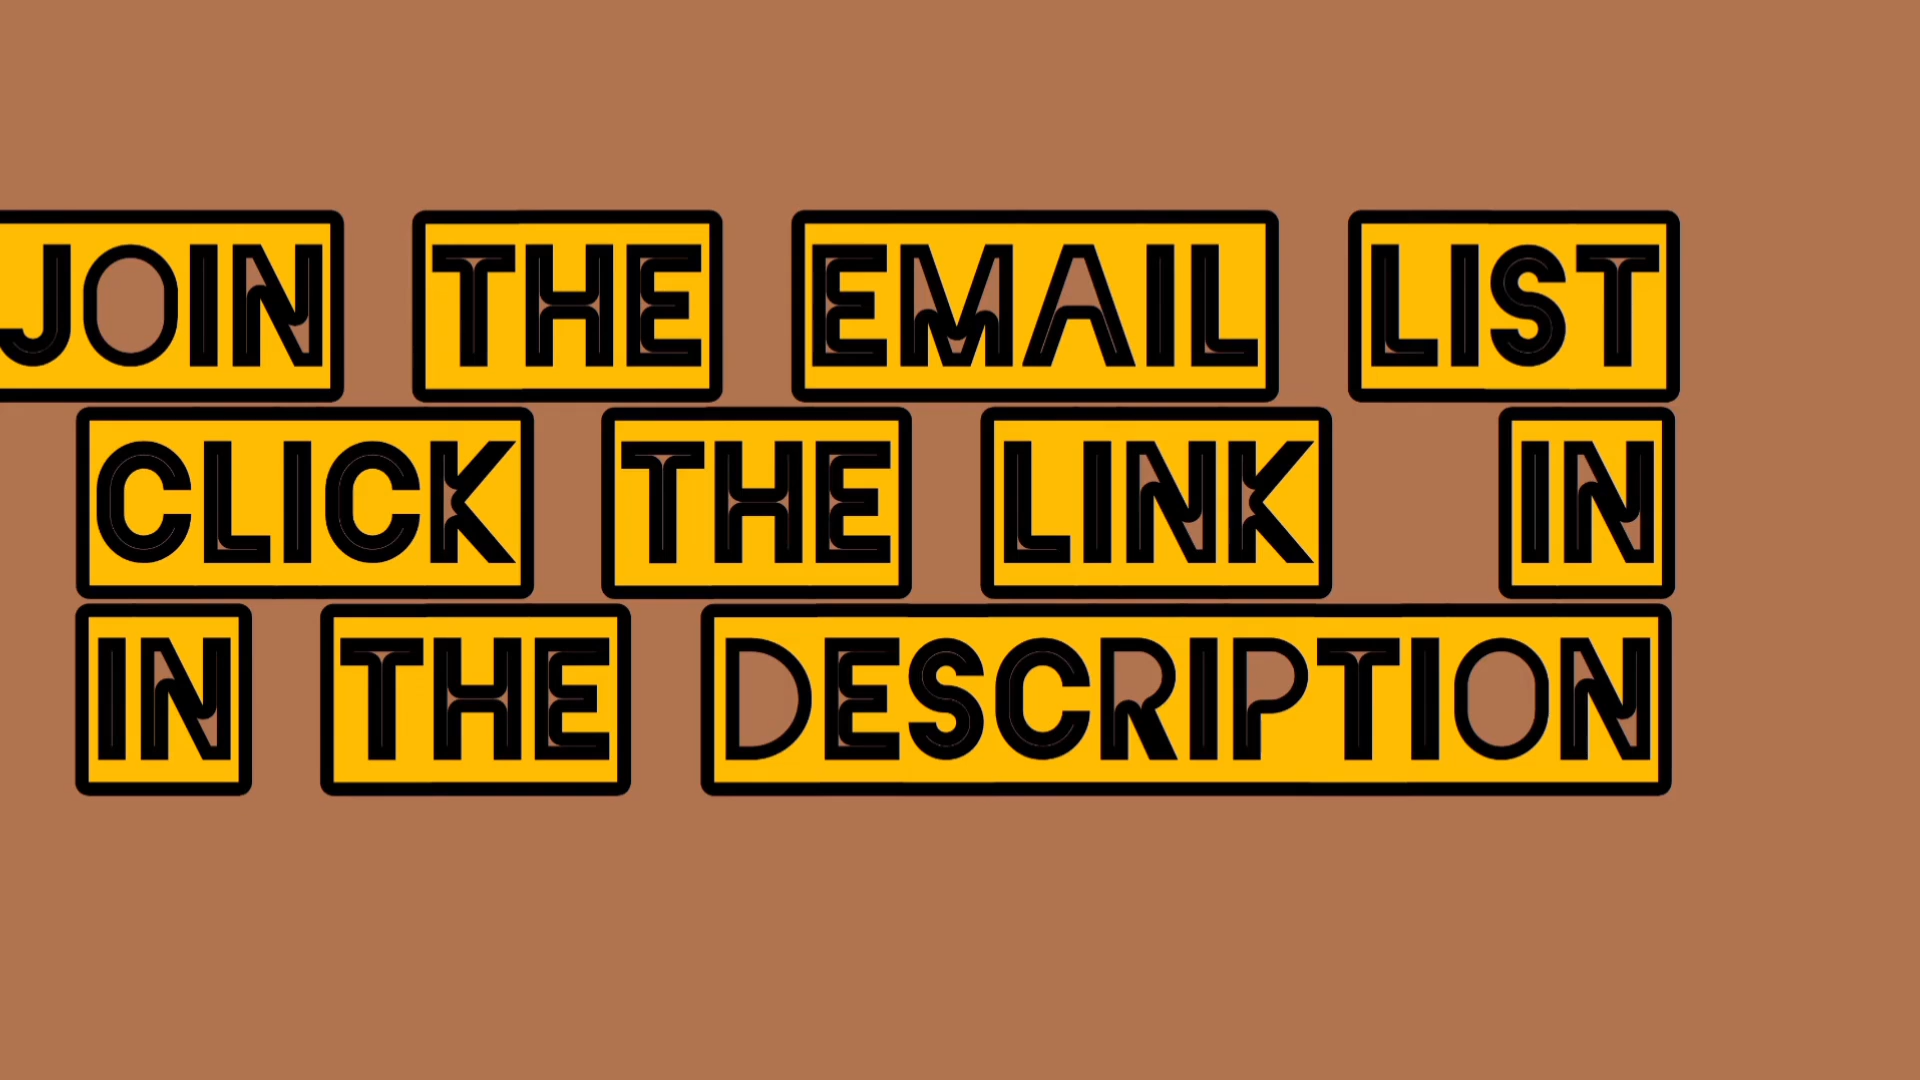 JOIN THE EMAIL LIST
CLICK THE LINK IN
IN THE DESCRIPTION